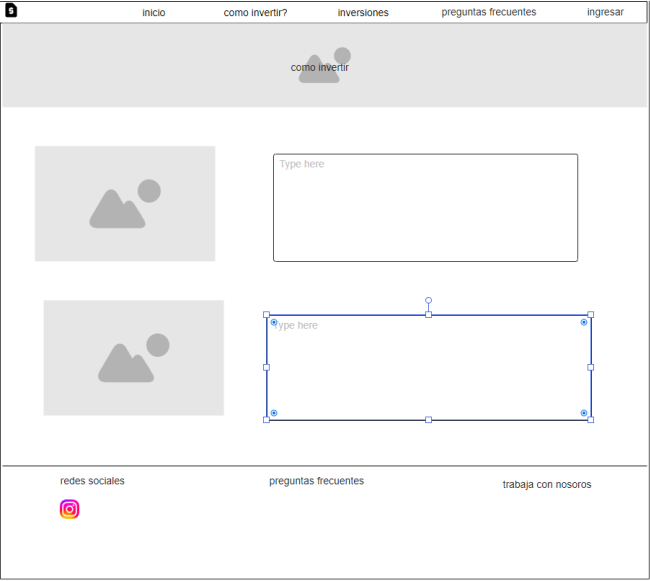 $
inicio
como invertir?
inversiones
preguntas frecuentes
ingresar
como invertir
Type here
Type here
redes sociales
preguntas frecuentes
trabaja con nosoros